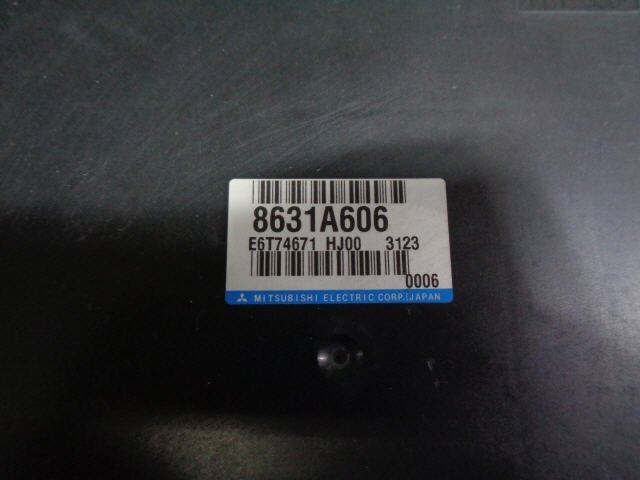 8631A606
E6T74671 HJ00 3123
0006
MITSUBISHI ELECTRIC CORP.JAPAN